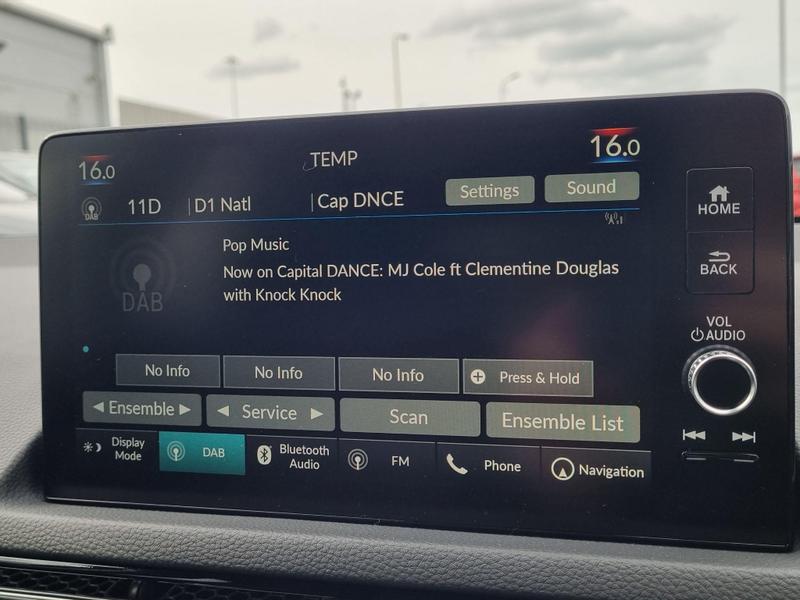 TEMP
16.0
16.0
DAB
11D
D1 Natl
Cap DNCE
Settings
Sound
HOME
Pop Music
DAB
Now on Capital DANCE: MJ Cole ft Clementine Douglas
with Knock Knock
BACK
VOL
AUDIO
No Info
No Info
No Info
Press & Hold
Ensemble
Service
Scan
Ensemble List
Display
Mode
DAB
Bluetooth
Audio
FM
Phone
Navigation